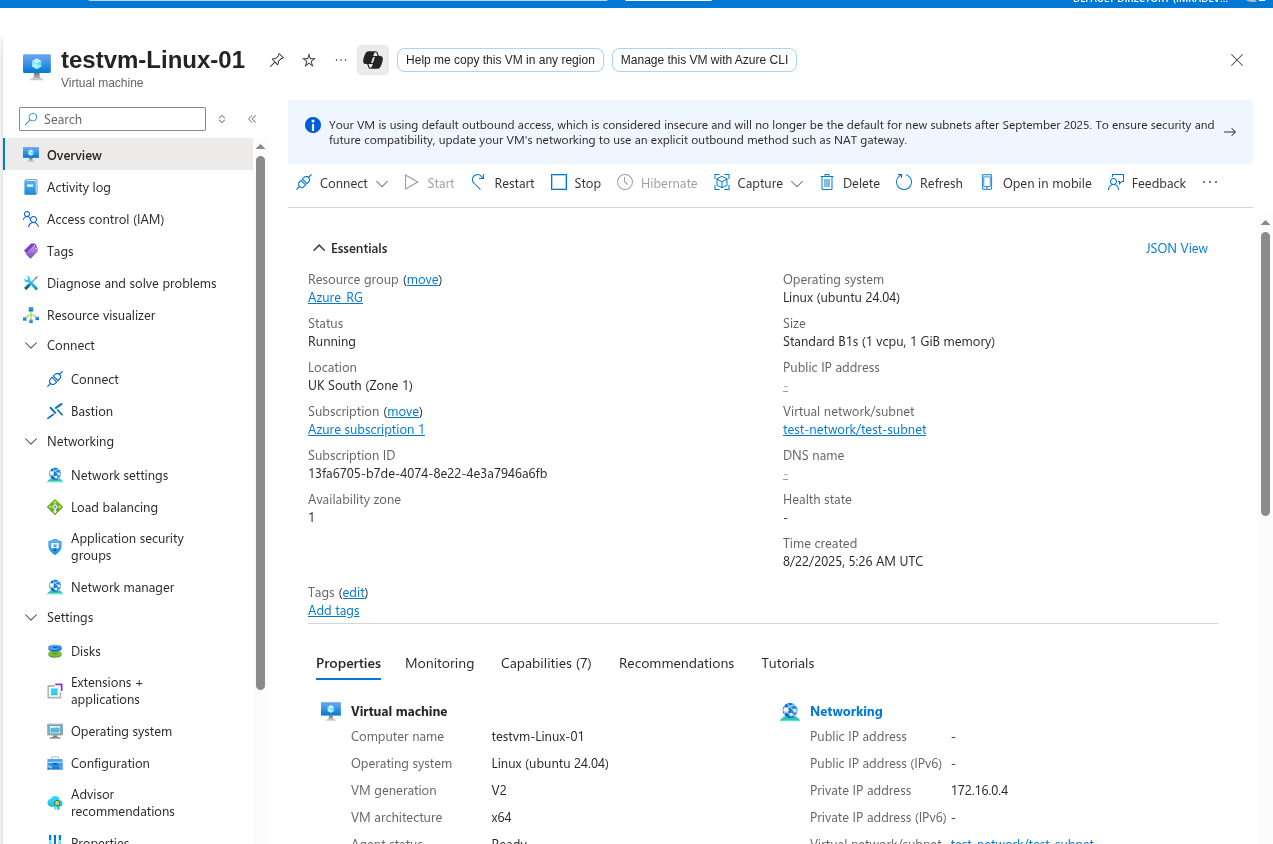 testvm-Linux-01
Virtual machine
Help me copy this VM in any region
Manage this VM with Azure CLI
Search
Overview
Activity log
Access control (IAM)
Tags
Diagnose and solve problems
Resource visualizer
Connect
Connect
Bastion
Networking
Network settings
Load balancing
Application security
groups
Network manager
Settings
Disks
Extensions +
applications
Operating system
Configuration
Advisor
recommendations
Properties
Your VM is using default outbound access, which is considered insecure and will no longer be the default for new subnets after September 2025. To ensure security and
future compatibility, update your VM's networking to use an explicit outbound method such as NAT gateway.
Connect
Start
Restart
Stop
Hibernate
Capture
Delete
Refresh
Open in mobile
Feedback
Essentials
JSON View
Resource group (move)
Azure_RG
Status
Running
Location
UK South (Zone 1)
Subscription (move)
Azure subscription 1
Subscription ID
13fa6705-b7de-4074-8e22-4e3a7946a6fb
Availability zone
1
Operating system
Linux (ubuntu 24.04)
Size
Standard B1s (1 vcpu, 1 GiB memory)
Public IP address
-
Virtual network/subnet
test-network/test-subnet
DNS name
-
Health state
-
Time created
8/22/2025, 5:26 AM UTC
Tags (edit)
Add tags
Properties
Monitoring
Capabilities (7)
Recommendations
Tutorials
Virtual machine
Computer name testvm-Linux-01
Operating system Linux (ubuntu 24.04)
VM generation V2
VM architecture x64
Agent status Ready
Networking
Public IP address -
Public IP address (IPv6) -
Private IP address 172.16.0.4
Private IP address (IPv6) -
Virtual network/subnet test-network/test-subnet